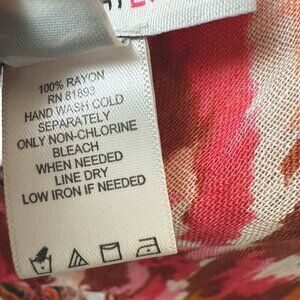 100% RAYON
RN 81893
HAND WASH COLD
SEPARATELY
ONLY NON-CHLORINE
BLEACH
WHEN NEEDED
LINE DRY
LOW IRON IF NEEDED